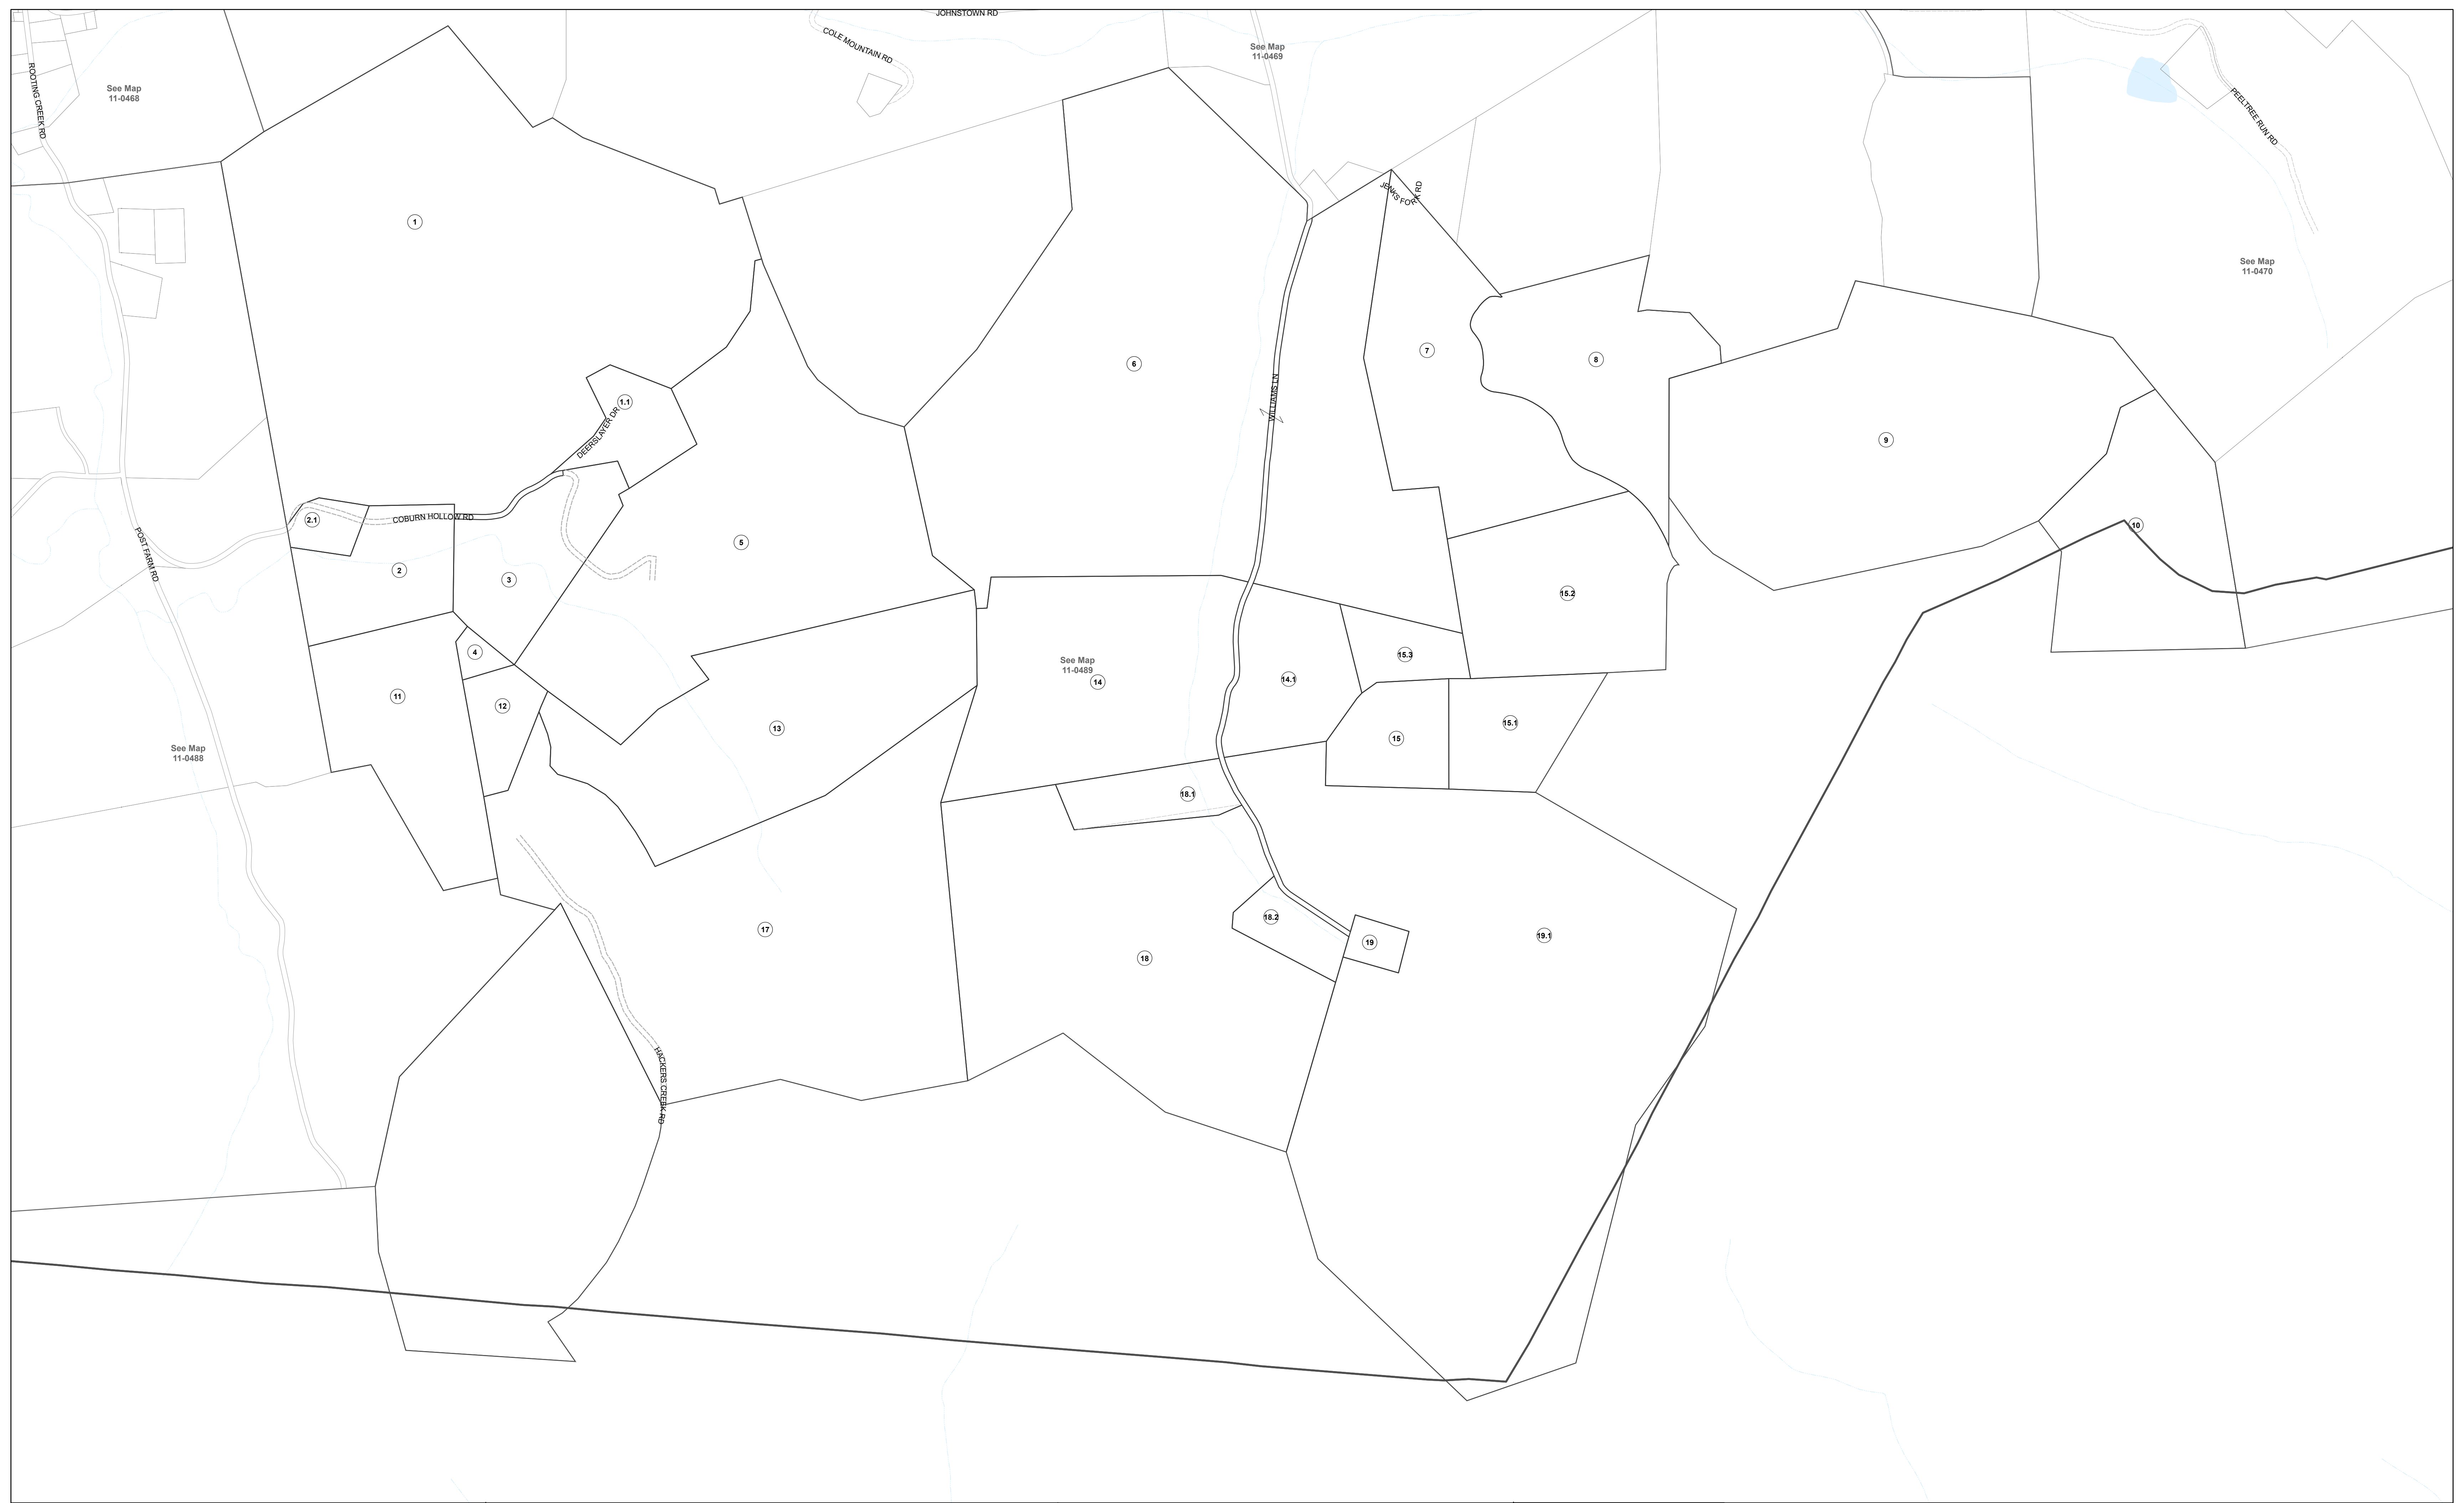 JOHNSTOWN RD
COLE MOUNTAIN RD
See Map
11-0469
ROOTING CREEK RD
See Map
11-0468
PEELTREE RUN RD
JENKS FORK RD
1
See Map
11-0470
7
8
6
WILLIAMS LN
1.1
DEERSLAYER DR
9
2.1
COBURN HOLLOW RD
10
5
POST FARM RD
2
3
15.2
4
15.3
See Map
11-0489
14
14.1
11
12
15.1
13
15
See Map
11-0488
18.1
18.2
17
19.1
19
18
HACKERS CREEK RD